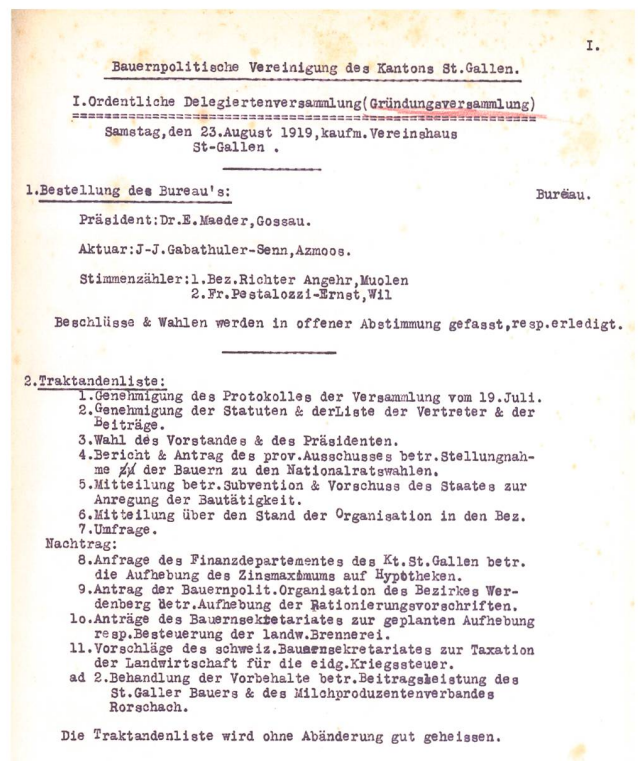 I.
Bauernpolitische Vereinigung des Kantons St.Gallen.
I.Ordentliche Delegiertenversammlung(Gründungsversammlung)
Samstag,den 23.August 1919,kaufm.Vereinshaus
St-Gallen .
1.Bestellung des Bureau's:
Buréau.
Präsident:Dr.E.Maeder,Gossau.
Aktuar:J-J.Gabathuler-Senn,Azmoos.
Stimmenzähler:1.Bez.Richter Angehr,Muolen
2.Fr.Pestalozzi-Ernst,Wil
Beschlüsse & Wahlen werden in offener Abstimmung gefasst,resp.erledigt.
2.Traktandenliste:
1.Genehmigung des Protokolles der Versammlung vom 19.Juli.
2.Genehmigung der Statuten & derListe der Vertreter & der
Beiträge.
3.Wahl des Vorstandes & des Präsidenten.
4.Bericht & Antrag des prov.Ausschusses betr.Stellungnah-
me der Bauern zu den Nationalratswahlen.
5.Mitteilung betr.Subvention & Vorschuss des Staates zur
Anregung der Bautätigkeit.
6.Mitteilung über den Stand der Organisation in den Bez.
7.Umfrage.
Nachtrag:
8.Anfrage des Finanzdepartementes des Kt.St.Gallen betr.
die Aufhebung des Zinsmaximums auf Hypotheken.
9.Antrag der Bauernpolit.Organisation des Bezirkes Wer-
denberg betr.Aufhebung der Rationierungsvorschriften.
lo.Anträge des Bauernsekretariates zur geplanten Aufhebung
resp.Besteuerung der landw.Brennerei.
11.Vorschläge des schweiz.Bauernsekretariates zur Taxation
der Landwirtschaft für die eidg.Kriegssteuer.
ad 2.Behandlung der Vorbehalte betr.Beitragsleistung des
St.Galler Bauers & des Milchproduzentenverbandes
Rorschach.
Die Traktandenliste wird ohne Abänderung gut geheissen.